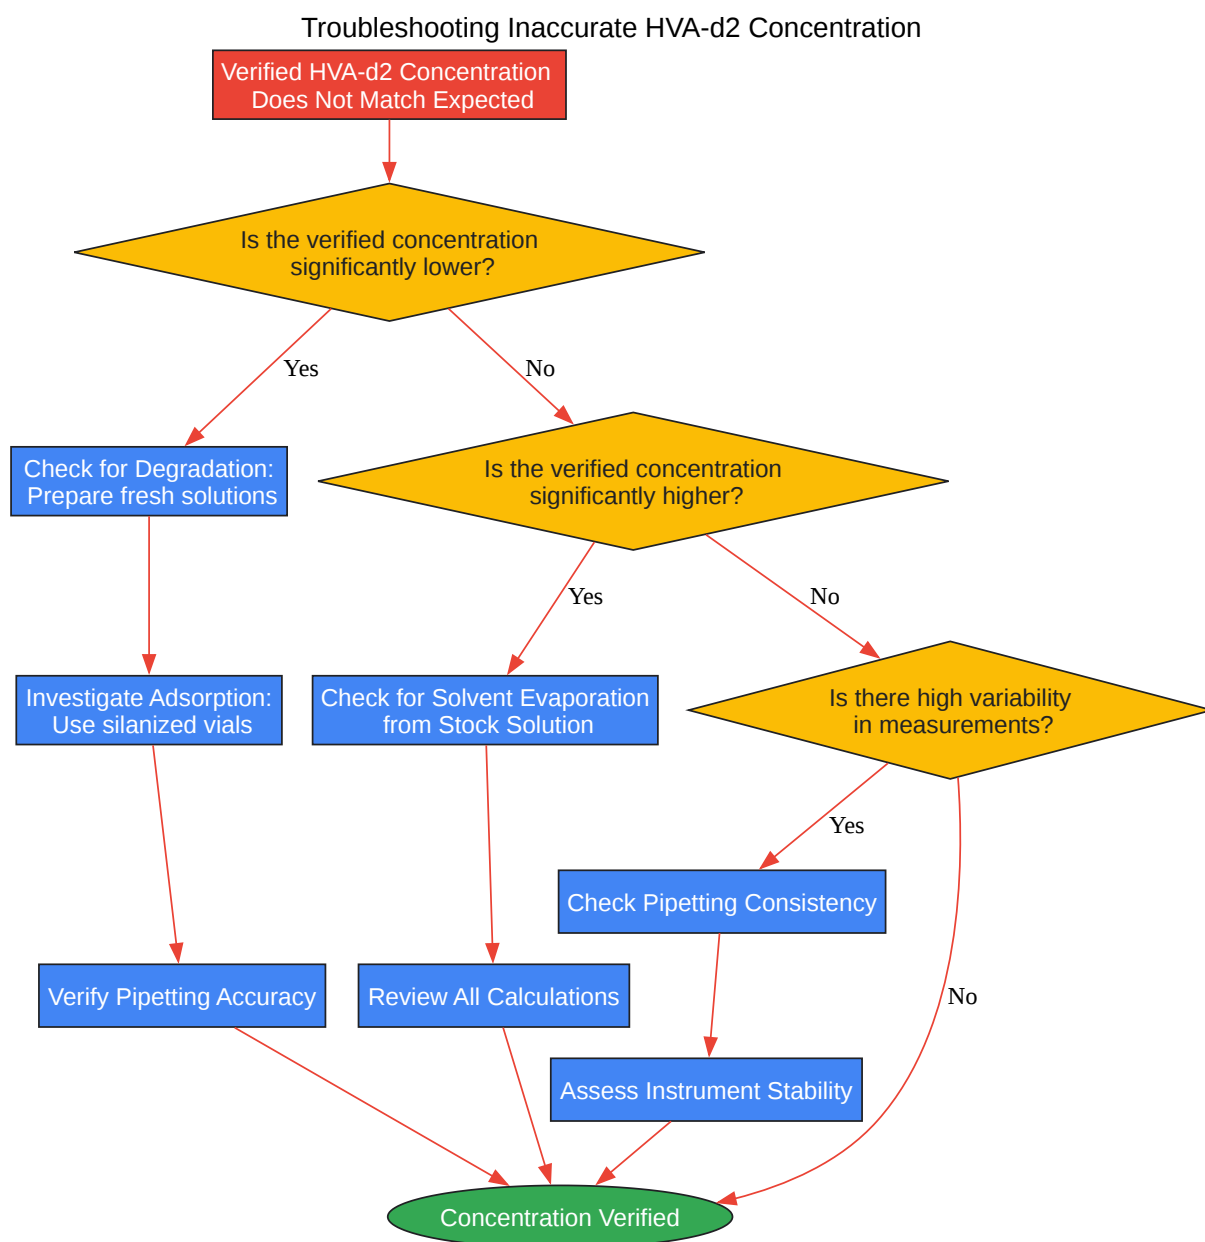 Troubleshooting Inaccurate HVA-d2 Concentration
Verified HVA-d2 Concentration
Does Not Match Expected
Is the verified concentration
significantly lower?
Yes
No
Check for Degradation:
Prepare fresh solutions
Is the verified concentration
significantly higher?
Yes
No
Investigate Adsorption:
Use silanized vials
Check for Solvent Evaporation
from Stock Solution
Is there high variability
in measurements?
Yes
Check Pipetting Consistency
Verify Pipetting Accuracy
Review All Calculations
No
Assess Instrument Stability
Concentration Verified